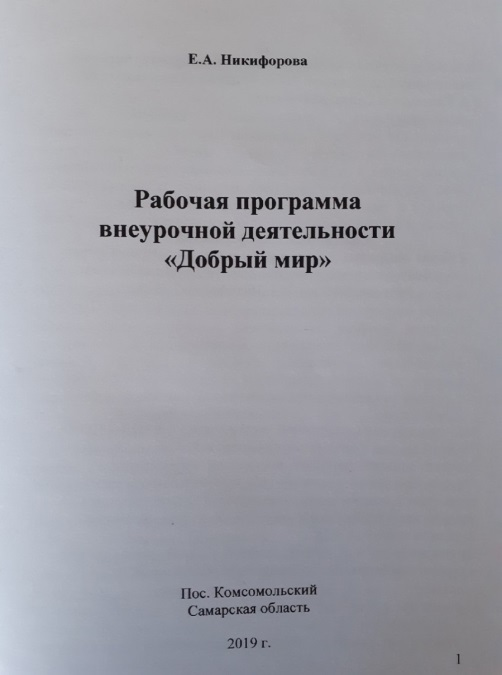 Е.А. Никифорова
Рабочая программа
внеурочной деятельности
«Добрый мир»
Пос. Комсомольский
Самарская область
2019 г.
1